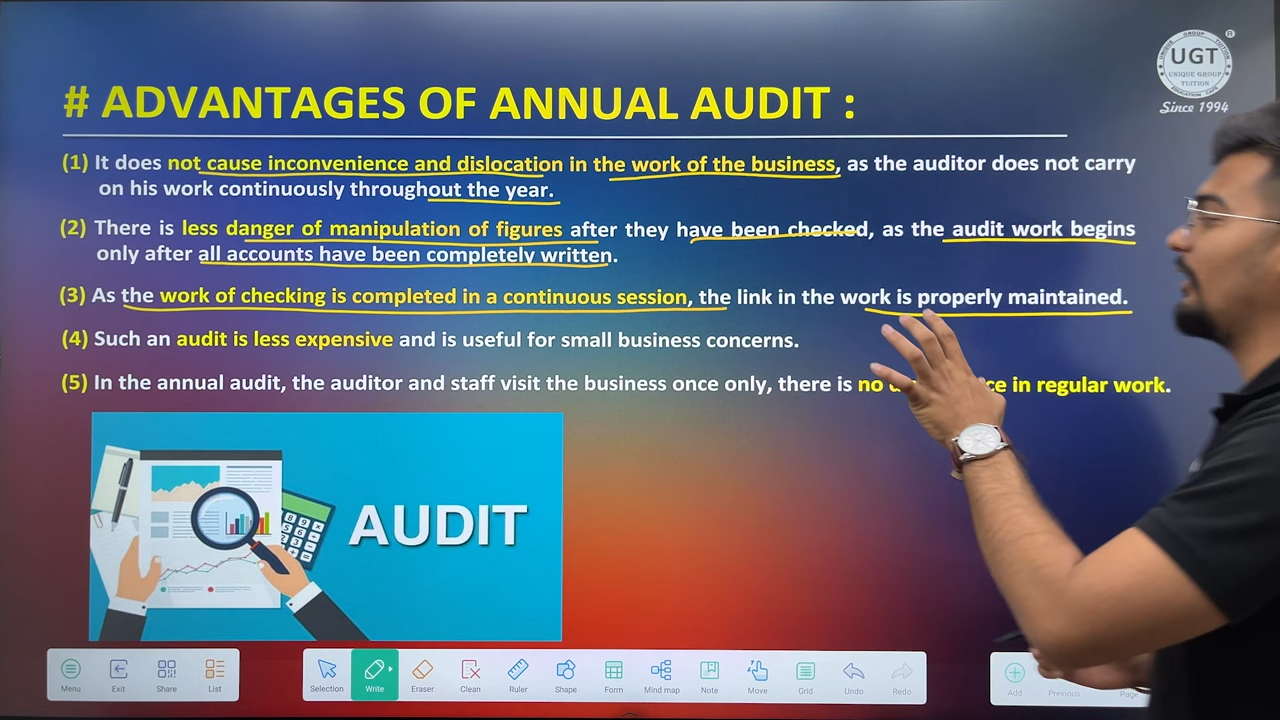 # ADVANTAGES OF ANNUAL AUDIT :
(1) It does not cause inconvenience and dislocation in the work of the business, as the auditor does not carry
on his work continuously throughout the year.
(2) There is less danger of manipulation of figures after they have been checked, as the audit work begins
only after all accounts have been completely written.
(3) As the work of checking is completed in a continuous session, the link in the work is properly maintained.
(4) Such an audit is less expensive and is useful for small business concerns.
(5) In the annual audit, the auditor and staff visit the business once only, there is no in regular work.
UGT
UNIQUE GROUP
TUITION
Since 1994
AUDIT
Menu Exit Share List Selection Write Eraser Clean Ruler Shape Form Mind map Note Move Grid Undo Redo Add Previous Page